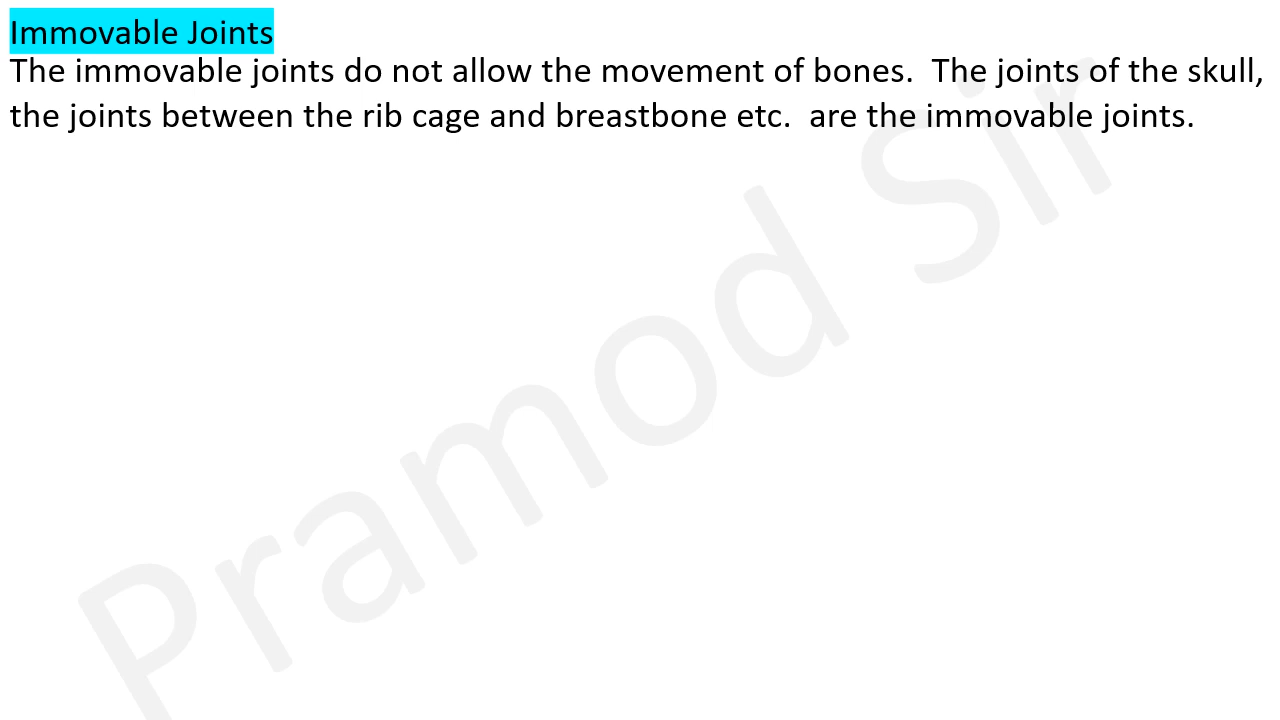 Immovable Joints
The immovable joints do not allow the movement of bones.  The joints of the skull,
the joints between the rib cage and breastbone etc.  are the immovable joints.
Pramod Sir